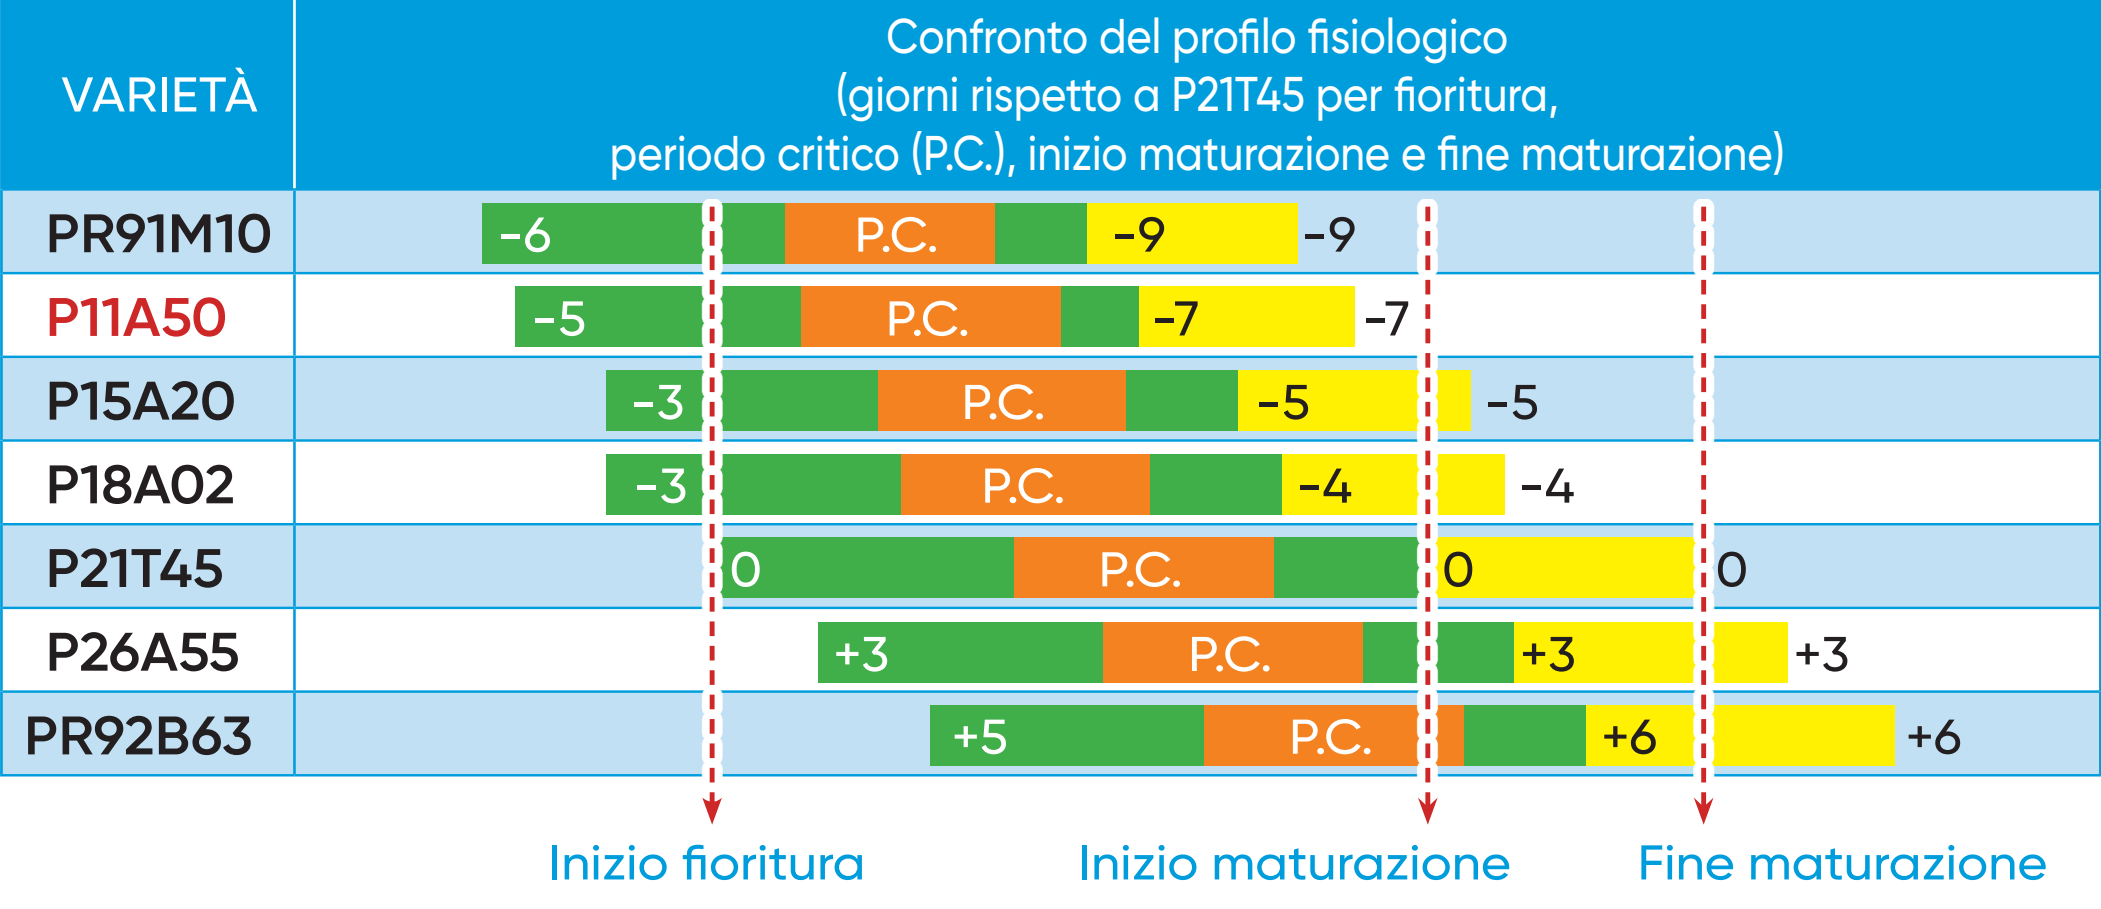 VARIETÀ
Confronto del profilo fisiologico
(giorni rispetto a P21T45 per fioritura,
periodo critico (P.C.), inizio maturazione e fine maturazione)
PR91M10 -6 P.C. -9 -9
P11A50 -5 P.C. -7 -7
P15A20 -3 P.C. -5 -5
P18A02 -3 P.C. -4 -4
P21T45 0 P.C. 0 0
P26A55 +3 P.C. +3 +3
PR92B63 +5 P.C. +6 +6
Inizio fioritura Inizio maturazione Fine maturazione